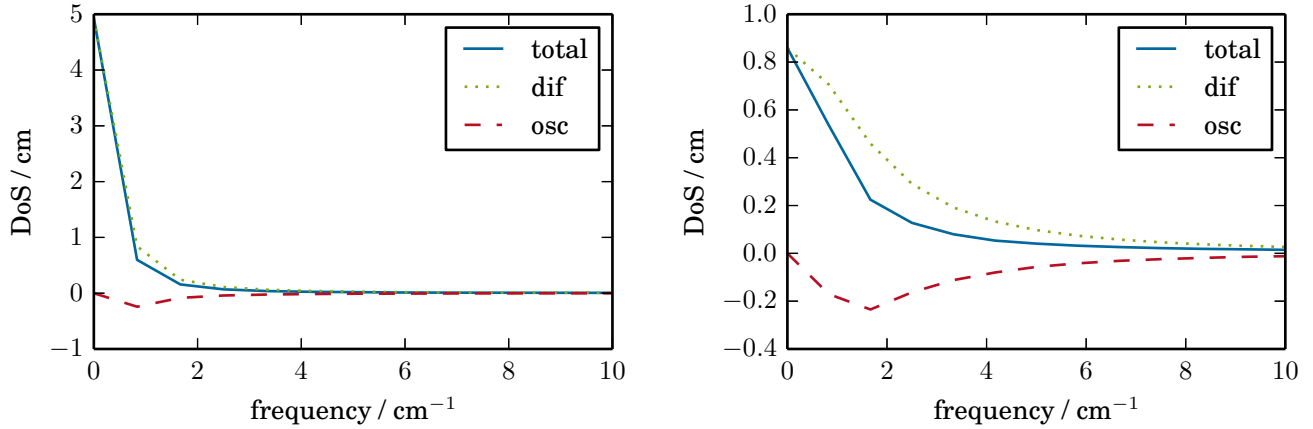 5
4
3
2
1
0
−1
DoS / cm
0 2 4 6 8 10
frequency / cm−1
total
dif
osc
1.0
0.8
0.6
0.4
0.2
0.0
−0.2
−0.4
DoS / cm
0 2 4 6 8 10
frequency / cm−1
total
dif
osc